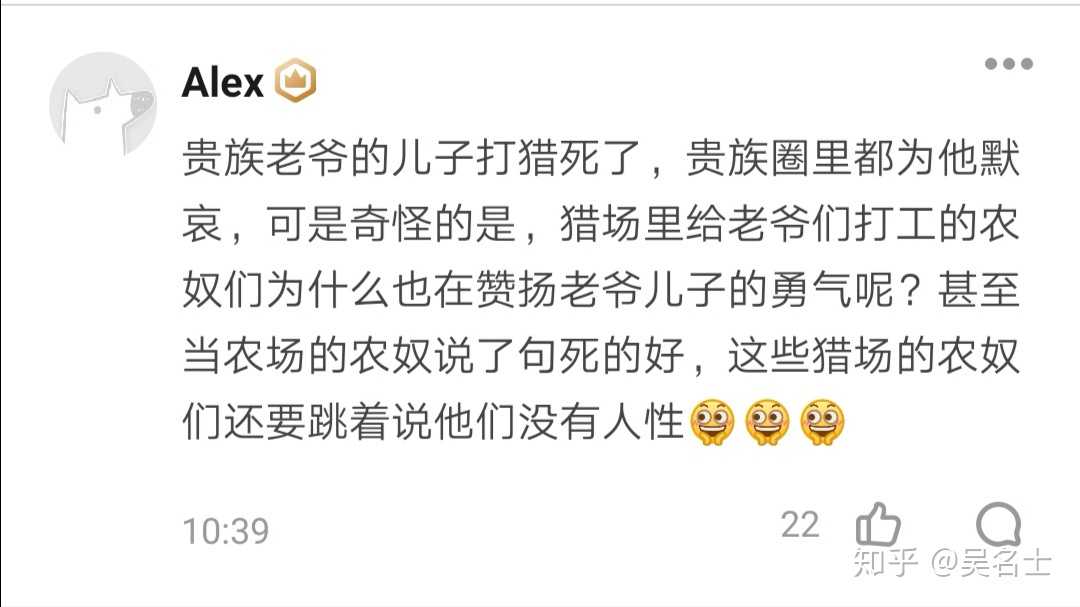 Alex
贵族老爷的儿子打猎死了，贵族圈里都为他默
哀，可是奇怪的是，猎场里给老爷们打工的农
奴们为什么也在赞扬老爷儿子的勇气呢？甚至
当农场的农奴说了句死的好，这些猎场的农奴
们还要跳着说他们没有人性
10:39
22
知乎 @吴名士